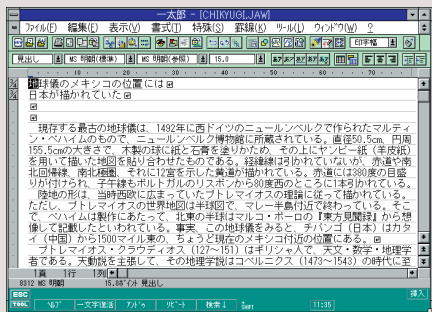 一太郎 - [CHIKYUGI.JAW]
ファイル(F) 編集(E) 表示(V) 書式(T) 特殊(S) 罫線(K) ツール(L) ウィンドウ(W) ?
印字幅
見出し MS 明朝(標準) MS 明朝(参照) 15.0
地球儀のメキシコの位置には
日本が描かれていた
現存する最古の地球儀は、1492年に西ドイツのニュールンベルクで作られたマルティ
ン・ベハイムのもので、ニュールンベルグ博物館に所蔵されている。直径50.5cm、円周
155.5cmの大きさで、木製の球に紙と石膏を塗りかため、その上にヤンピー紙（羊皮紙）
を用いて描いた地図を貼り合わせたものである。経緯線は引かれていないが、赤道や南
北回帰線、南北極圏、それに12宮を示した黄道が描かれている。赤道には380度の目盛
りが付けられ、子午線もポルトガルのリスボンから80度西のところに1本引かれている。
陸地の形は、当時西欧に広まっていたプトレマイオスの理論に従って描かれている。
ただし、プトレマイオスの世界地図は半球図で、マレー半島付近で終わっている。そこ
で、ベハイムは製作にあたって、北東の半球はマルコ・ポーロの『東方見聞録』から想
像して記載したといわれている。事実、この地球儀をみると、チパンゴ（日本）はカタ
イ（中国）から1500マイル東の、ちょうど現在のメキシコ付近の位置にある。
プトレマイオス・クラウディオス（127～151）はギリシャ人で、天文・数学・地理学
者である。天動説を主張して、その地理学説はコペルニクス（1473～1543）の時代に至
1頁 1行 1列
8312 MS 明朝 15.0ポイント 見出し
挿入
ESC
TOOL ヘルプ 一文字復活 アンドゥ リピート 検索↓ SHIFT 11:35